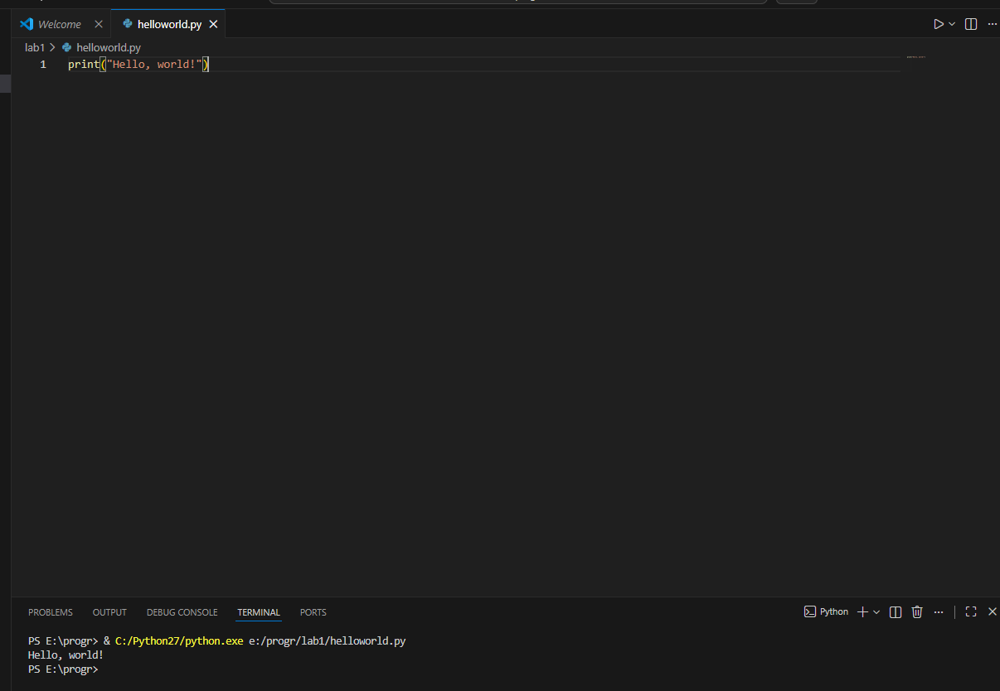 Welcome
helloworld.py
lab1 > helloworld.py
1 print("Hello, world!")
PROBLEMS OUTPUT DEBUG CONSOLE TERMINAL PORTS
Python
PS E:\progr> & C:/Python27/python.exe e:/progr/lab1/helloworld.py
Hello, world!
PS E:\progr>